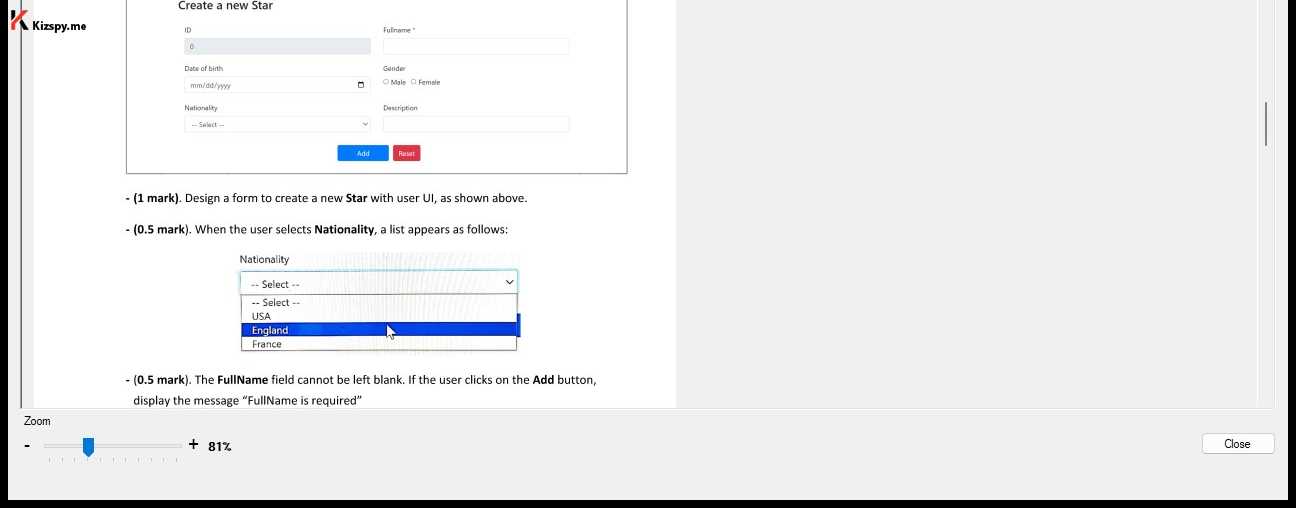 Create a new Star
Kizspy.me
ID
Fullname *
0
Date of birth
Gender
mm/dd/yyyy
Male Female
Nationality
Description
-- Select --
Add
Reset
- (1 mark). Design a form to create a new Star with user UI, as shown above.
- (0.5 mark). When the user selects Nationality, a list appears as follows:
Nationality
-- Select --
-- Select --
USA
England
France
- (0.5 mark). The FullName field cannot be left blank. If the user clicks on the Add button,
display the message “FullName is required”
Zoom
- + 81%
Close